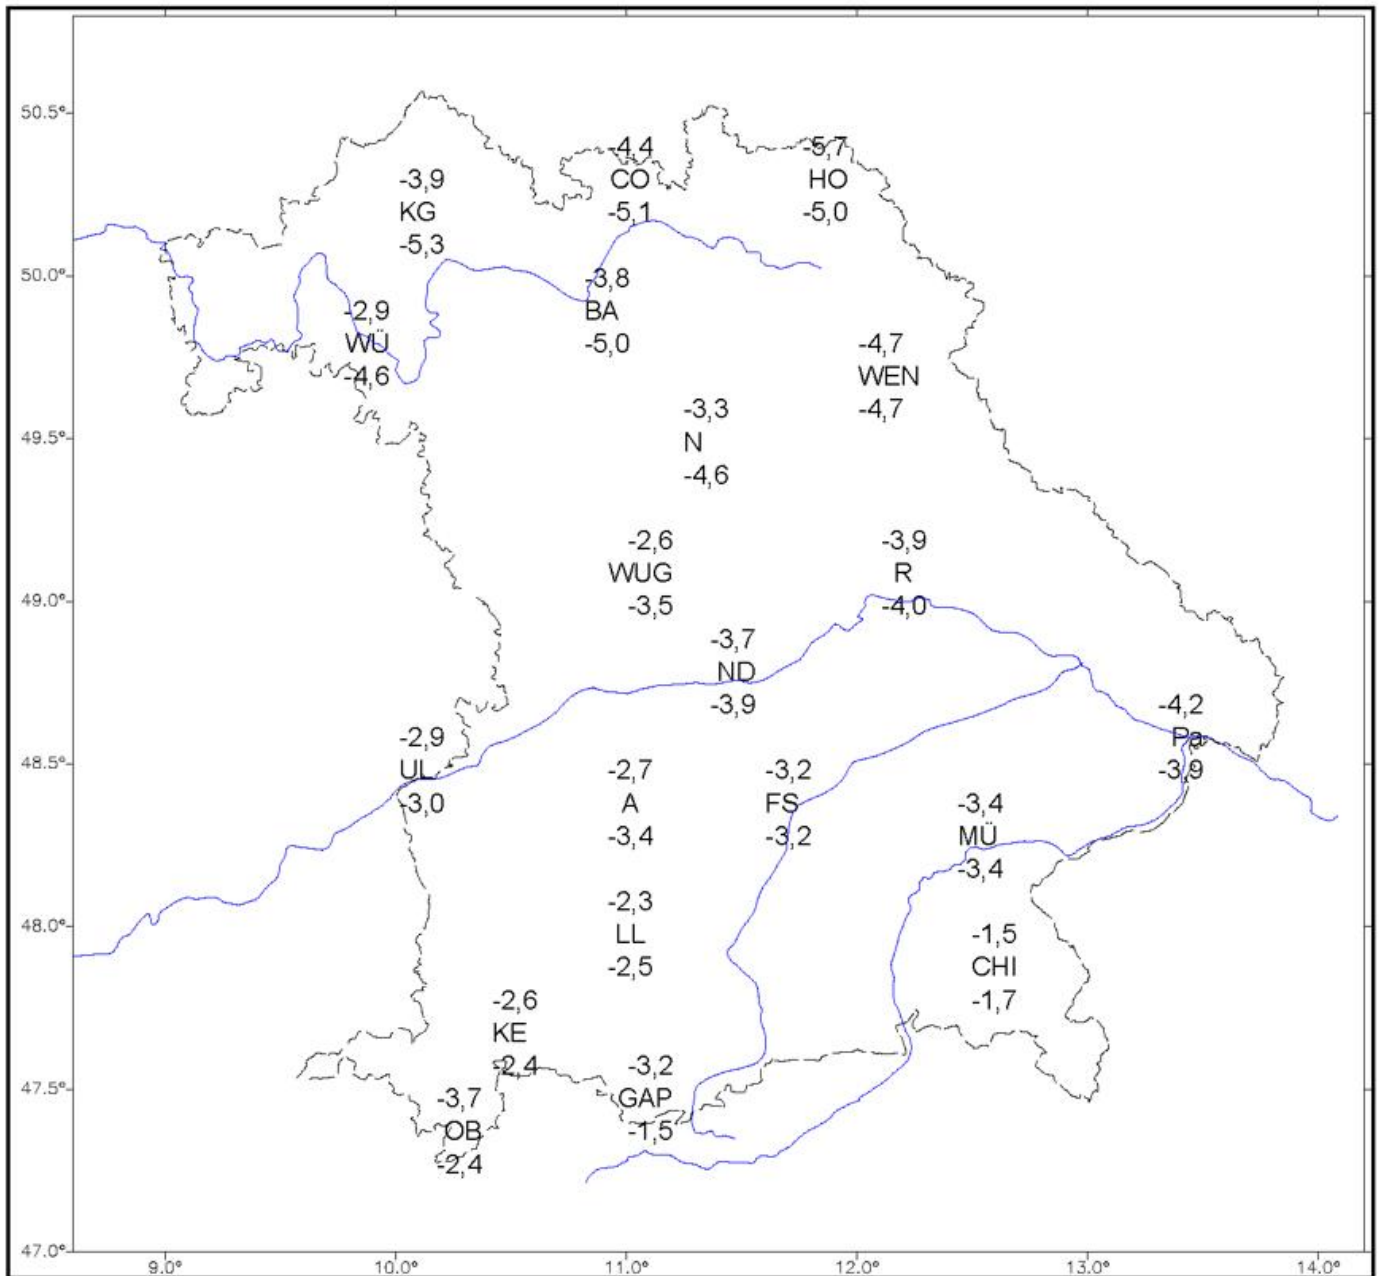 50.5°
-4,4
-5,7
-3,9
CO
HO
KG
-5,1
-5,0
-5,3
50.0°
-3,8
-2,9
BA
WÜ
-5,0
-4,7
-4,6
WEN
-3,3
-4,7
49.5°
N
-4,6
-2,6
-3,9
WUG
R
49.0°
-3,5
-4,0
-3,7
ND
-3,9
-4,2
-2,9
Pa
48.5°
UL
-2,7
-3,2
-3,9
-3,0
A
FS
-3,4
-3,4
-3,2
MÜ
-3,4
-2,3
48.0°
LL
-1,5
-2,5
CHI
-2,6
-1,7
KE
-2,4
-3,2
47.5°
-3,7
GAP
OB
-1,5
-2,4
47.0°
9.0° 10.0° 11.0° 12.0° 13.0° 14.0°